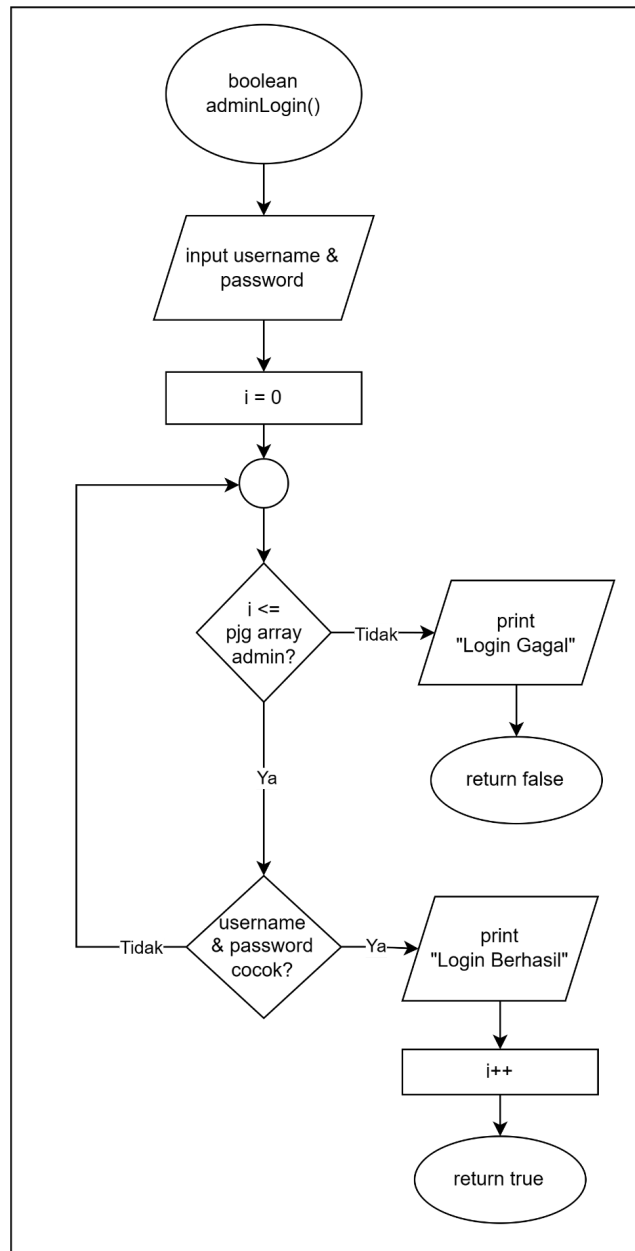 boolean
adminLogin()
input username &
password
i = 0
i <=
pjg array
admin?
Tidak
print
"Login Gagal"
return false
Ya
username
& password
cocok?
Tidak
Ya
print
"Login Berhasil"
i++
return true